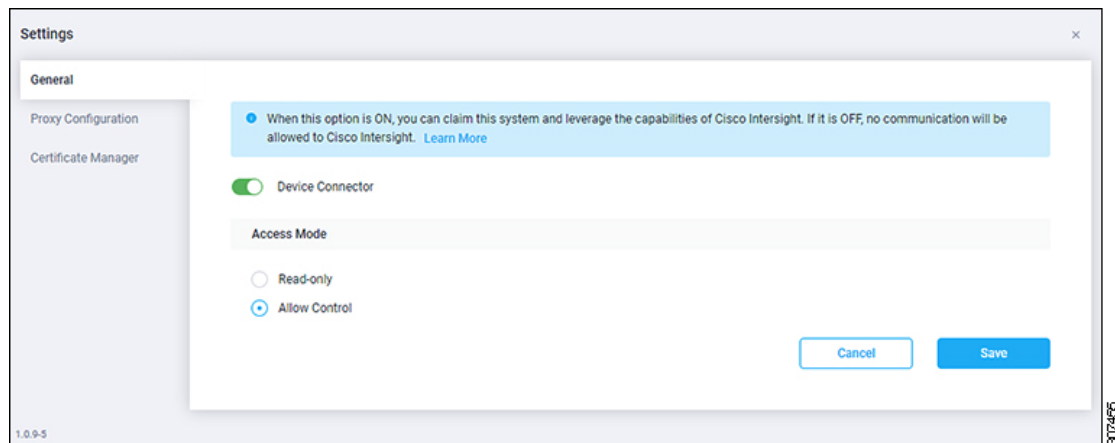 Settings
×
General
Proxy Configuration
Certificate Manager
When this option is ON, you can claim this system and leverage the capabilities of Cisco Intersight. If it is OFF, no communication will be
allowed to Cisco Intersight. Learn More
Device Connector
Access Mode
Read-only
Allow Control
Cancel
Save
1.0.9-5
307466